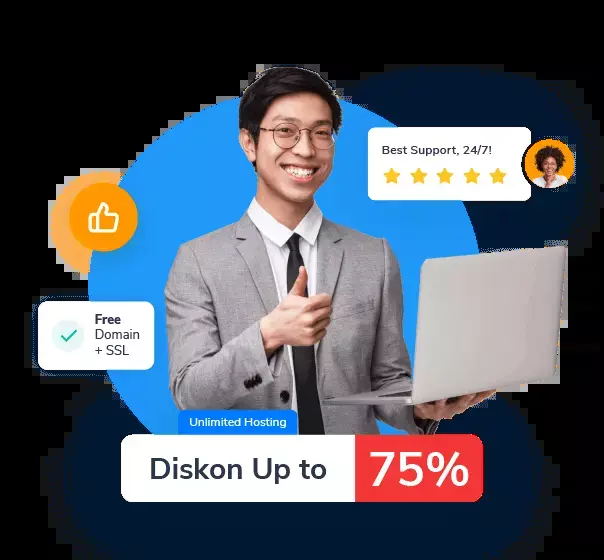 Best Support, 24/7!
Free
Domain
+ SSL
Unlimited Hosting
Diskon Up to 75%